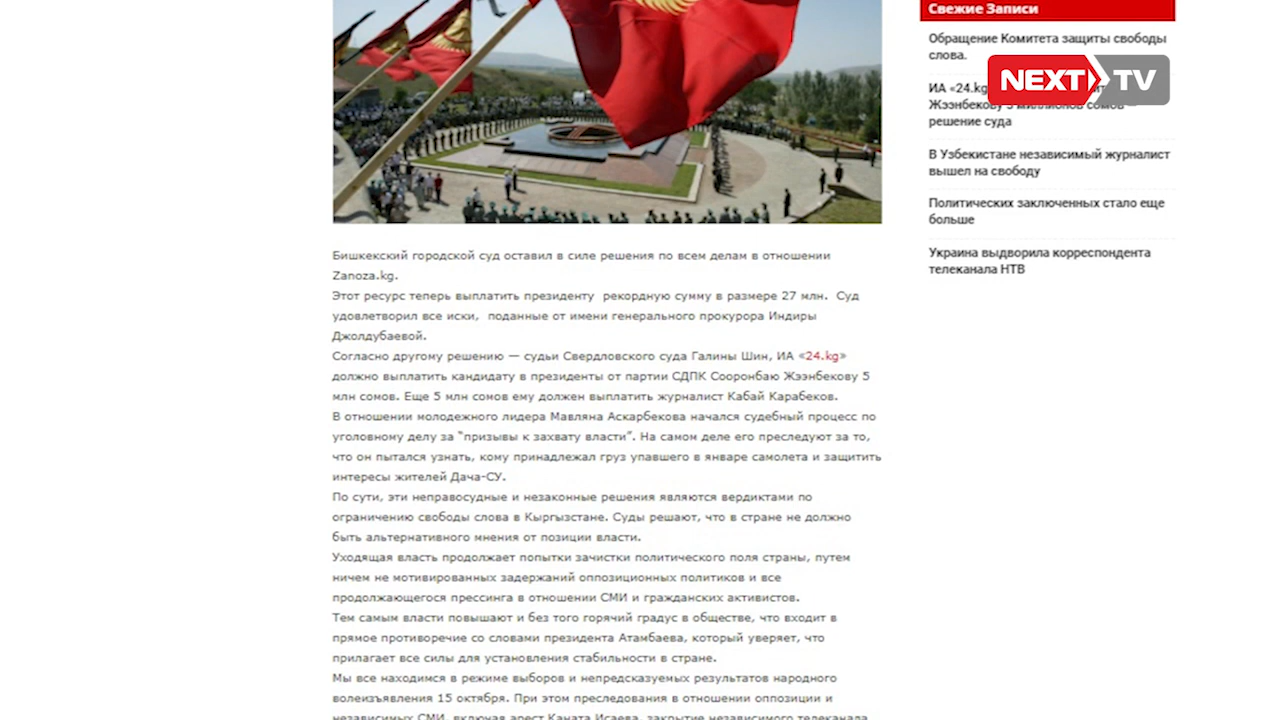 Свежие Записи
Обращение Комитета защиты свободы
слова.
NEXT TV
ИА «24.kg
Жээнбекову 5 миллионов сомов —
решение суда
В Узбекистане независимый журналист
вышел на свободу
Политических заключенных стало еще
больше
Украина выдворила корреспондента
телеканала НТВ
Бишкекский городской суд оставил в силе решения по всем делам в отношении
Zanoza.kg.
Этот ресурс теперь выплатить президенту рекордную сумму в размере 27 млн. Суд
удовлетворил все иски, поданные от имени генерального прокурора Индиры
Джолдубаевой.
Согласно другому решению — судьи Свердловского суда Галины Шин, ИА «24.kg»
должно выплатить кандидату в президенты от партии СДПК Сооронбаю Жээнбекову 5
млн сомов. Еще 5 млн сомов ему должен выплатить журналист Кабай Карабеков.
В отношении молодежного лидера Мавляна Аскарбекова начался судебный процесс по
уголовному делу за “призывы к захвату власти”. На самом деле его преследуют за то,
что он пытался узнать, кому принадлежал груз упавшего в январе самолета и защитить
интересы жителей Дача-СУ.
По сути, эти неправосудные и незаконные решения являются вердиктами по
ограничению свободы слова в Кыргызстане. Суды решают, что в стране не должно
быть альтернативного мнения от позиции власти.
Уходящая власть продолжает попытки зачистки политического поля страны, путем
ничем не мотивированных задержаний оппозиционных политиков и все
продолжающегося прессинга в отношении СМИ и гражданских активистов.
Тем самым власти повышают и без того горячий градус в обществе, что входит в
прямое противоречие со словами президента Атамбаева, который уверяет, что
прилагает все силы для установления стабильности в стране.
Мы все находимся в режиме выборов и непредсказуемых результатов народного
волеизъявления 15 октября. При этом преследования в отношении оппозиции и
независимых СМИ, включая арест Каната Исаева, закрытие независимого телеканала